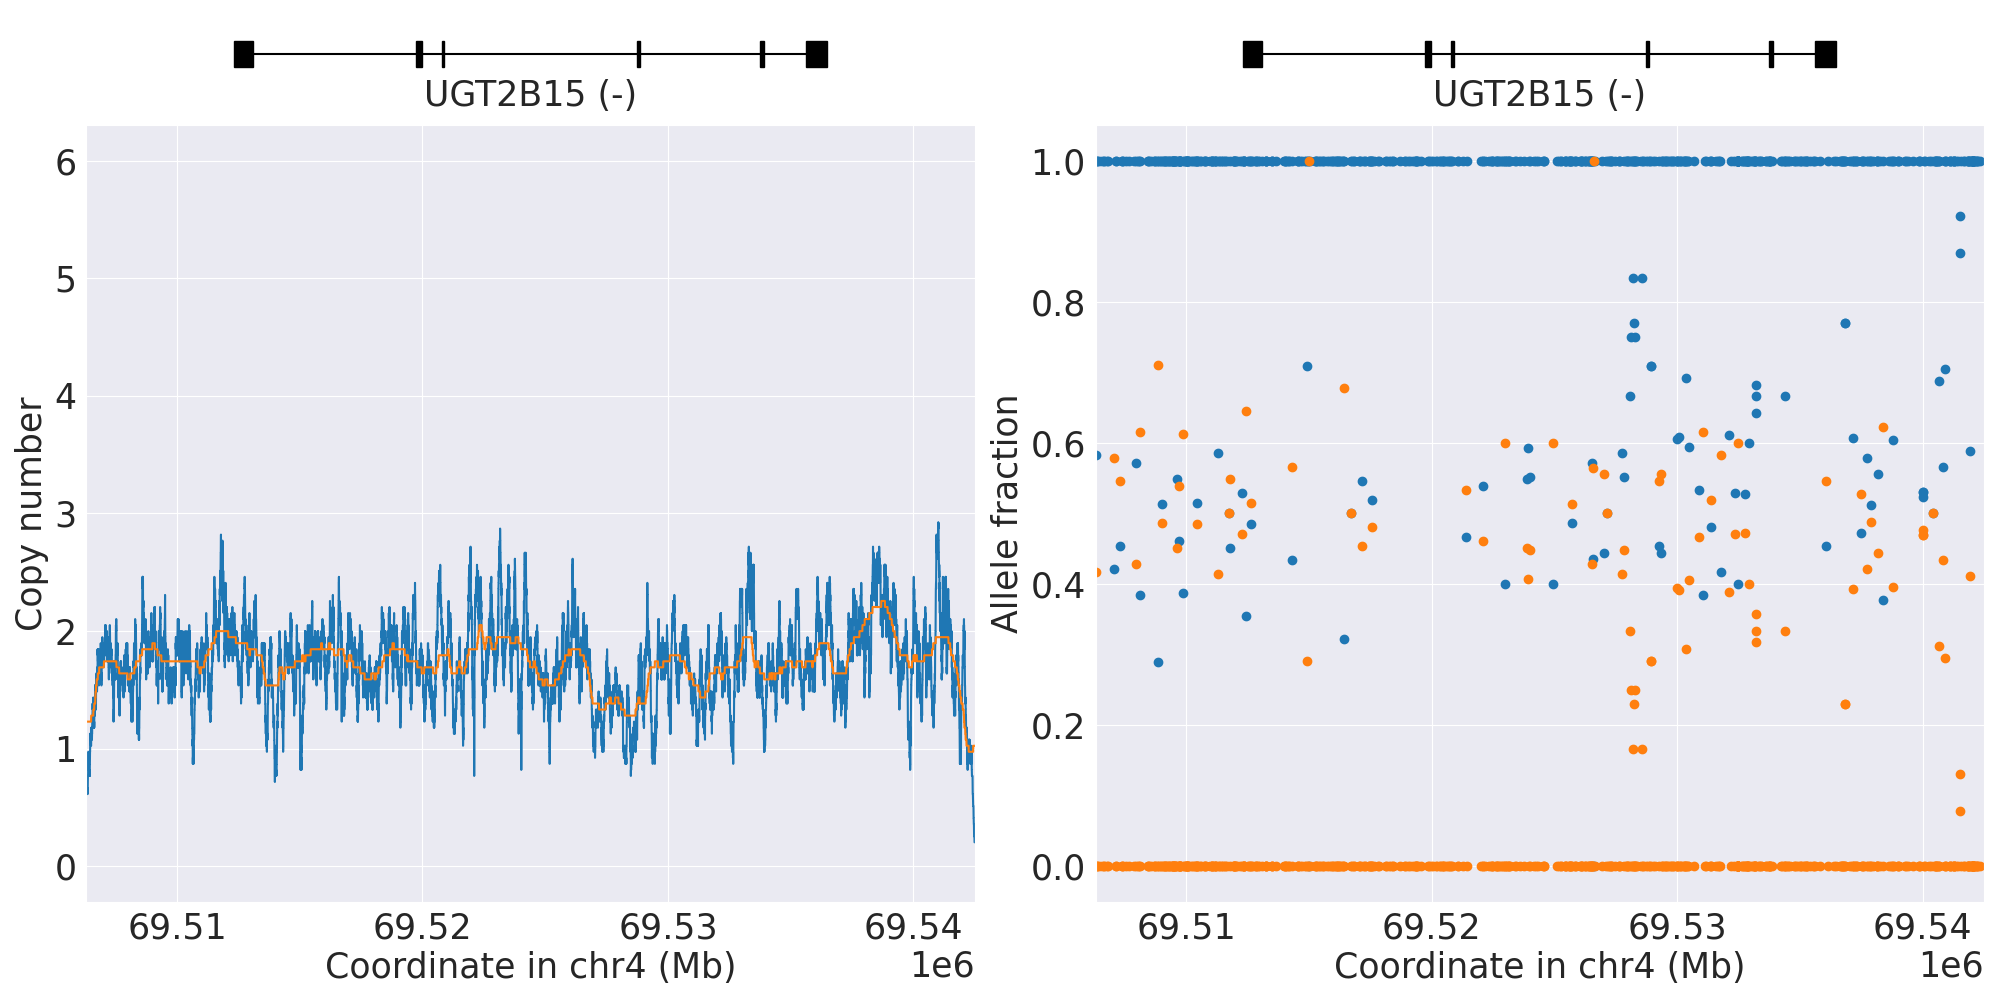 UGT2B15 (-)
Copy number
6
5
4
3
2
1
0
69.51 69.52 69.53 69.54
Coordinate in chr4 (Mb)
1e6
UGT2B15 (-)
Allele fraction
1.0
0.8
0.6
0.4
0.2
0.0
69.51 69.52 69.53 69.54
Coordinate in chr4 (Mb)
1e6